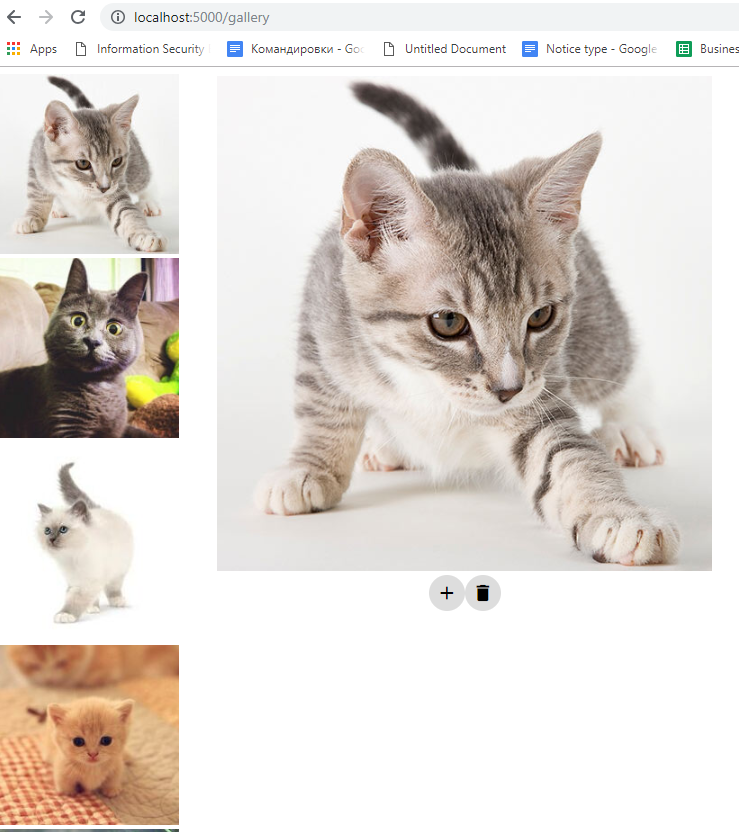 localhost:5000/gallery
Apps
Information Security
Командировки - Goo
Untitled Document
Notice type - Google
Busines